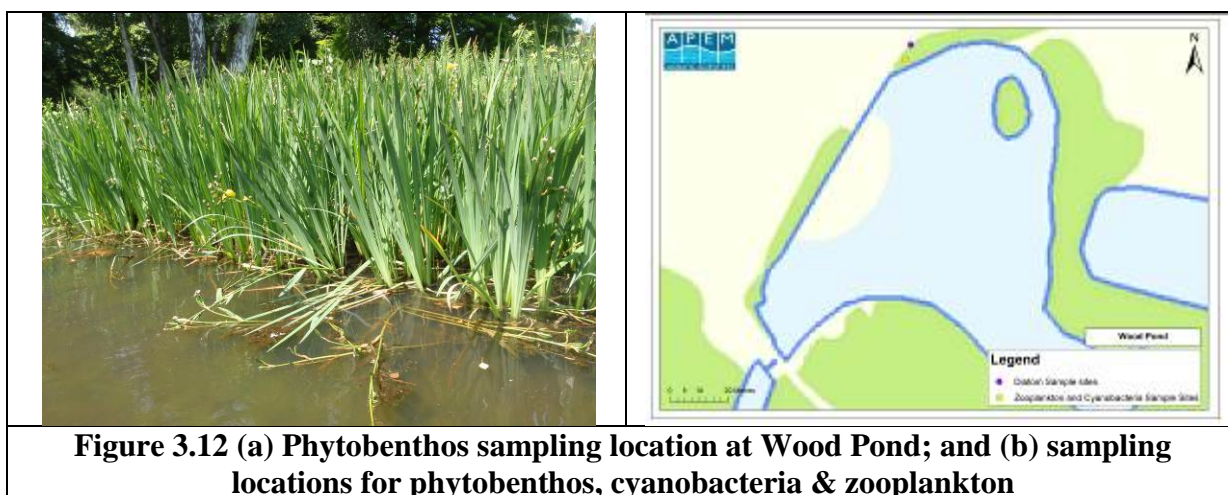 APEM
N
Wood Pond
Legend
Diatom Sample sites
Zooplankton and Cyanobacteria Sample Sites
Figure 3.12 (a) Phytobenthos sampling location at Wood Pond; and (b) sampling
locations for phytobenthos, cyanobacteria & zooplankton